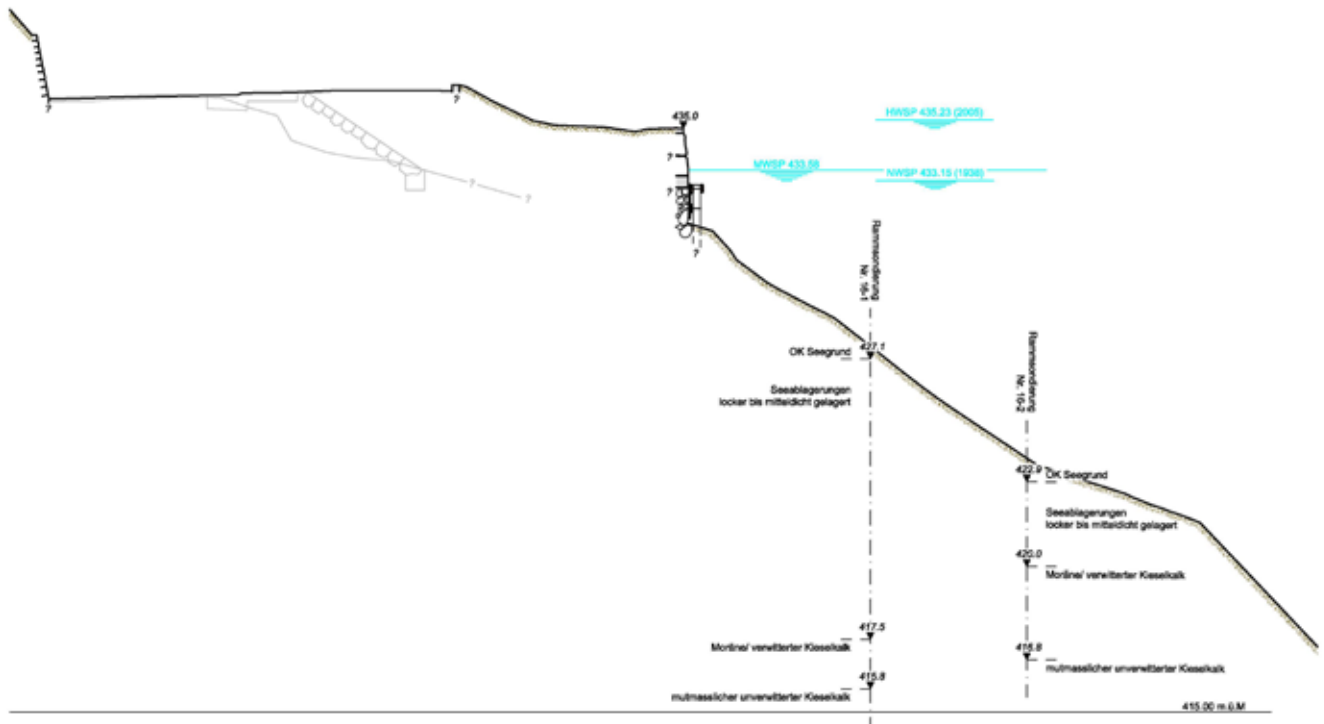 ?
?
435.0
HWSP 435.23 (2005)
?
MWSP 433.58
NWSP 433.15 (1938)
?
?
?
?
Rammsondierung
Nr. 16-1
427.1
OK Seegrund
Seeablagerungen
locker bis mitteldicht gelagert
Rammsondierung
Nr. 16-2
422.9
OK Seegrund
Seeablagerungen
locker bis mitteldicht gelagert
420.0
Moräne/ verwitterter Kieselkalk
417.5
Moräne/ verwitterter Kieselkalk
416.8
mutmasslicher unverwitterter Kieselkalk
415.8
mutmasslicher unverwitterter Kieselkalk
415.00 m.ü.M